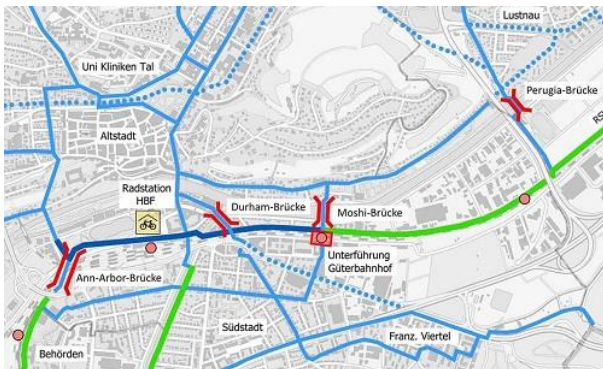 Lustnau
Uni Kliniken Tal
Perugia-Brücke
Altstadt
RS
Radstation
HBF
Durham-Brücke
Moshi-Brücke
Unterführung
Güterbahnhof
Ann-Arbor-Brücke
Südstadt
Franz. Viertel
Behörden